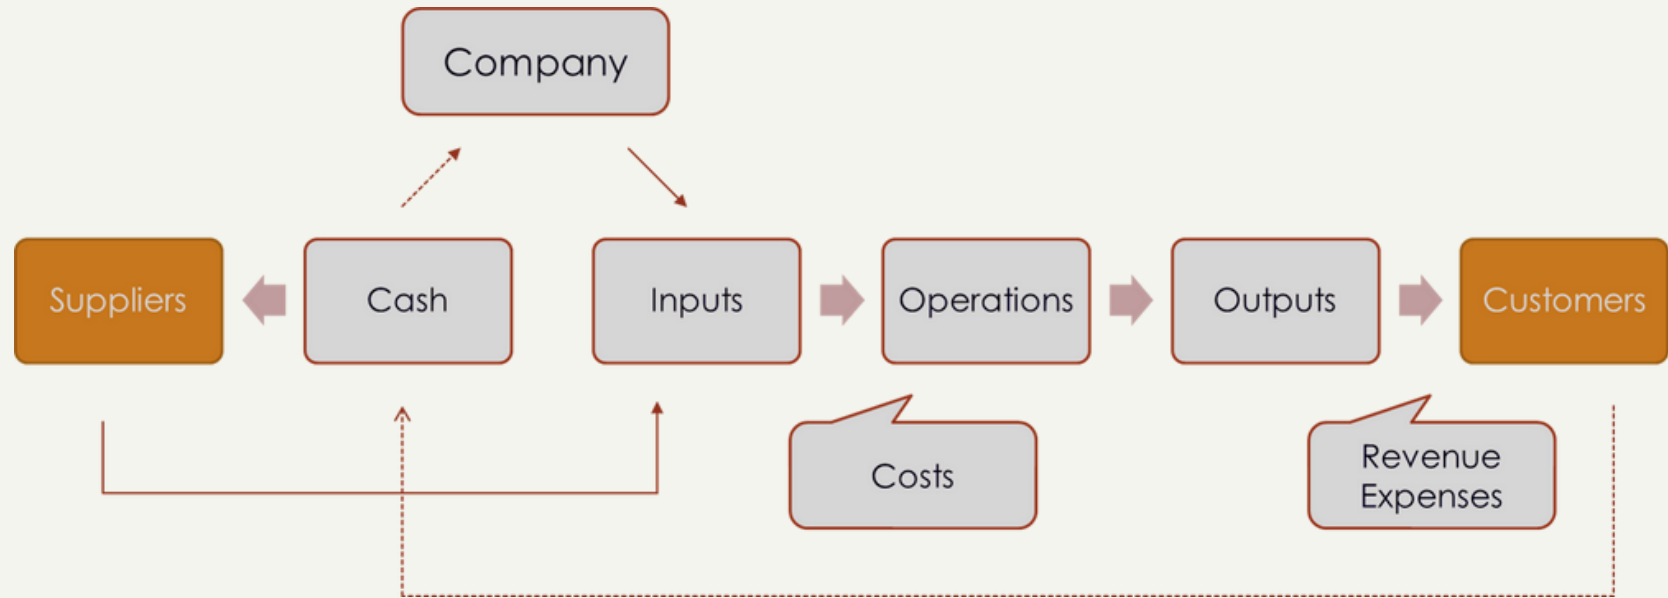 Company
Suppliers
Cash
Inputs
Operations
Outputs
Customers
Costs
Revenue
Expenses